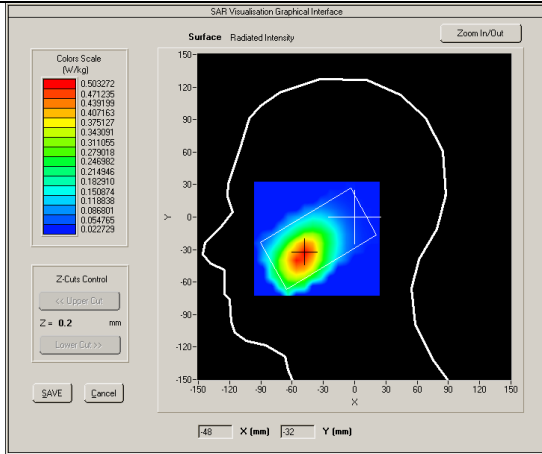 SAR Visualisation Graphical Interface
Surface Radiated Intensity
Zoom In/Out
Colors Scale
(W/kg)
0.503272
0.471235
0.439199
0.407163
0.375127
0.343091
0.311055
0.279018
0.246982
0.214946
0.182910
0.150874
0.118838
0.086801
0.054765
0.022729
Z-Cuts Control
<< Upper Cut
Z = 0.2 mm
Lower Cut >>
SAVE Cancel
150
120
90
60
30
0
-30
-60
-90
-120
-150
Y
-150 -120 -90 -60 -30 0 30 60 90 120 150
X
-48 X (mm) -32 Y (mm)